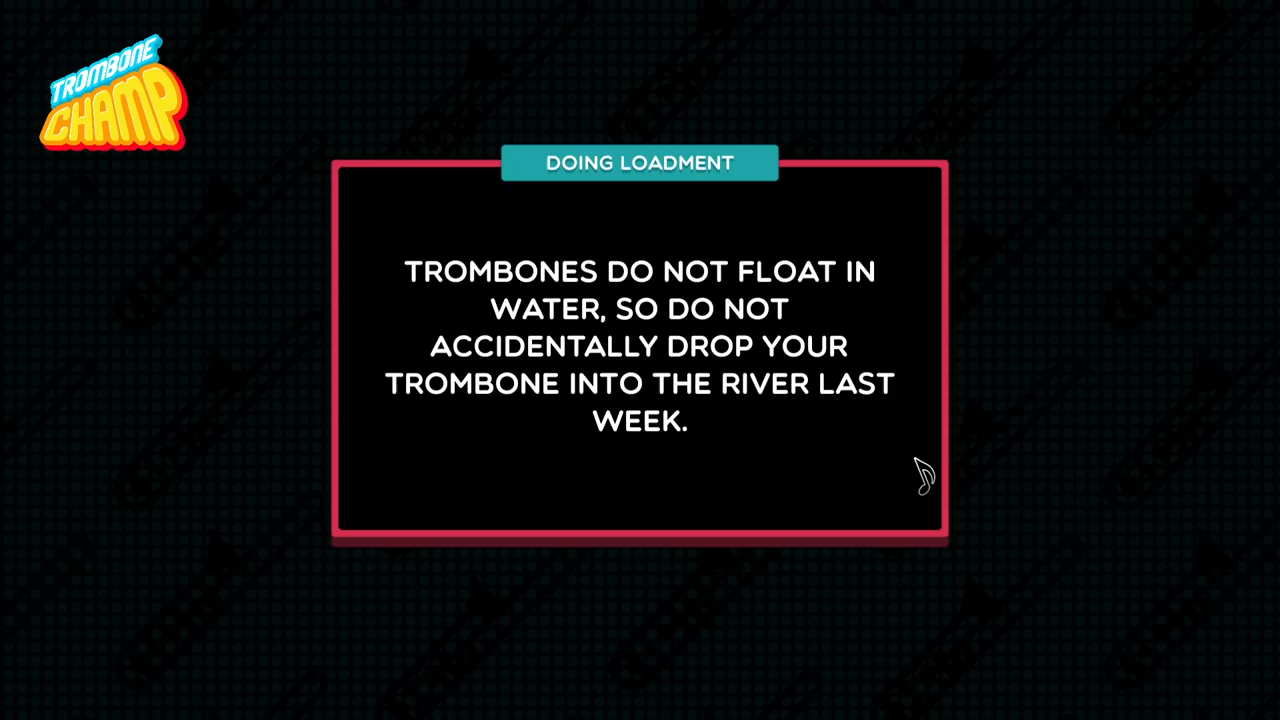 TROMBONE
CHAMP
DOING LOADMENT
TROMBONES DO NOT FLOAT IN
WATER, SO DO NOT
ACCIDENTALLY DROP YOUR
TROMBONE INTO THE RIVER LAST
WEEK.